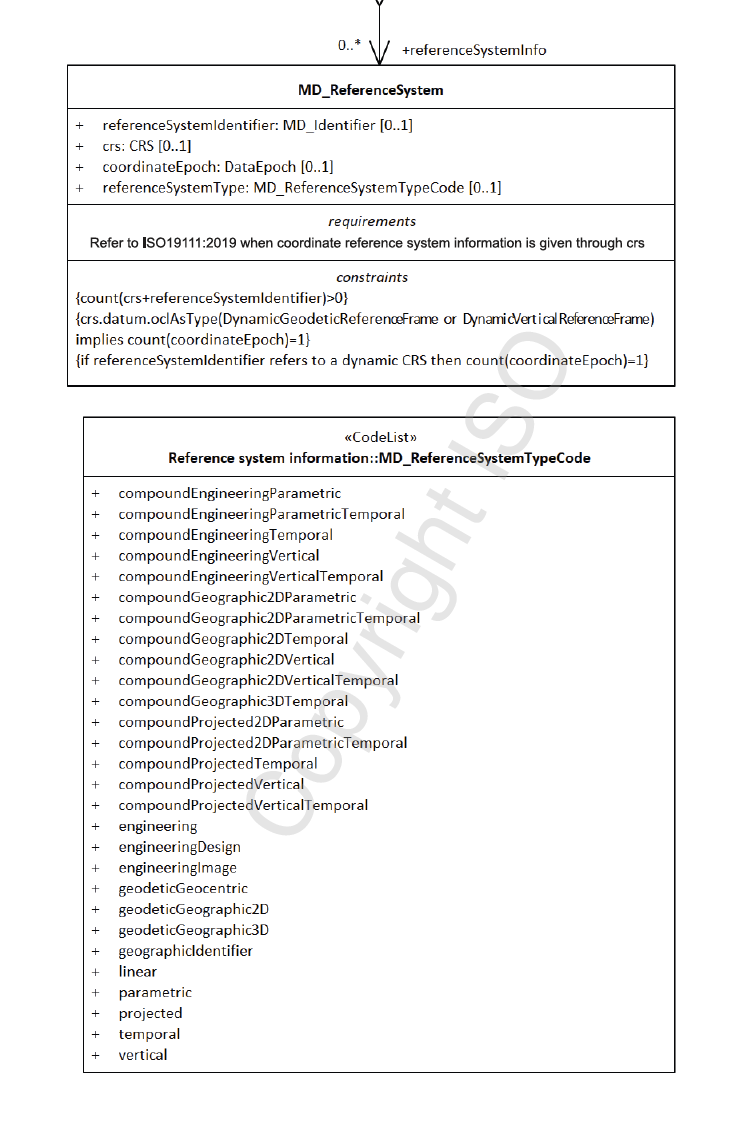 0..* +referenceSystemInfo
MD_ReferenceSystem
+ referenceSystemIdentifier: MD_Identifier [0..1]
+ crs: CRS [0..1]
+ coordinateEpoch: DataEpoch [0..1]
+ referenceSystemType: MD_ReferenceSystemTypeCode [0..1]
requirements
Refer to ISO19111:2019 when coordinate reference system information is given through crs
constraints
{count(crs+referenceSystemIdentifier)>0}
{crs.datum.oclAsType(DynamicGeodeticReferenceFrame or DynamicVerticalReferenceFrame)
implies count(coordinateEpoch)=1}
{if referenceSystemIdentifier refers to a dynamic CRS then count(coordinateEpoch)=1}
«CodeList»
Reference system information::MD_ReferenceSystemTypeCode
+ compoundEngineeringParametric
+ compoundEngineeringParametricTemporal
+ compoundEngineeringTemporal
+ compoundEngineeringVertical
+ compoundEngineeringVerticalTemporal
+ compoundGeographic2DParametric
+ compoundGeographic2DParametricTemporal
+ compoundGeographic2DTemporal
+ compoundGeographic2DVertical
+ compoundGeographic2DVerticalTemporal
+ compoundGeographic3DTemporal
+ compoundProjected2DParametric
+ compoundProjected2DParametricTemporal
+ compoundProjectedTemporal
+ compoundProjectedVertical
+ compoundProjectedVerticalTemporal
+ engineering
+ engineeringDesign
+ engineeringImage
+ geodeticGeocentric
+ geodeticGeographic2D
+ geodeticGeographic3D
+ geographicIdentifier
+ linear
+ parametric
+ projected
+ temporal
+ vertical
Copyright ISO